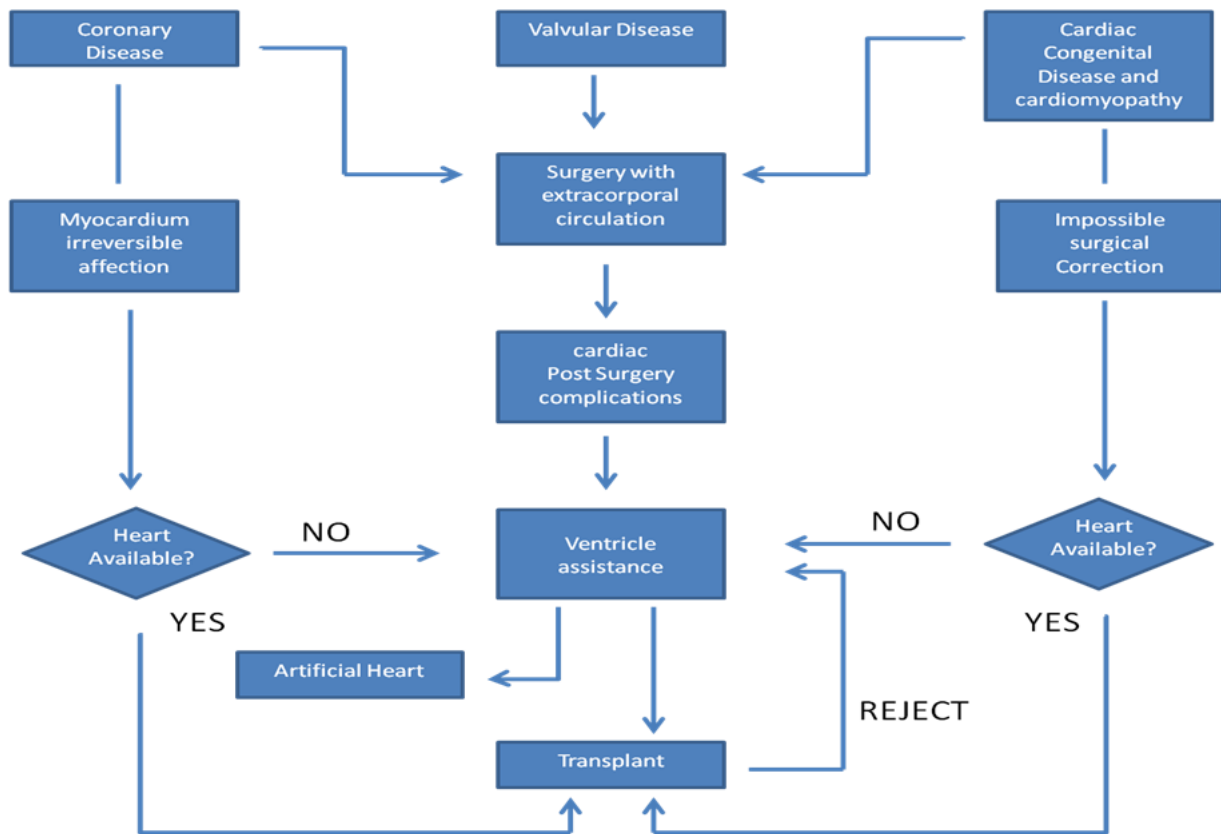 Coronary
Disease
Valvular Disease
Cardiac
Congenital
Disease and
cardiomyopathy
Surgery with
extracorporal
circulation
Myocardium
irreversible
affection
Impossible
surgical
Correction
cardiac
Post Surgery
complications
Heart
Available?
NO
Ventricle
assistance
NO
Heart
Available?
YES
YES
Artificial Heart
REJECT
Transplant